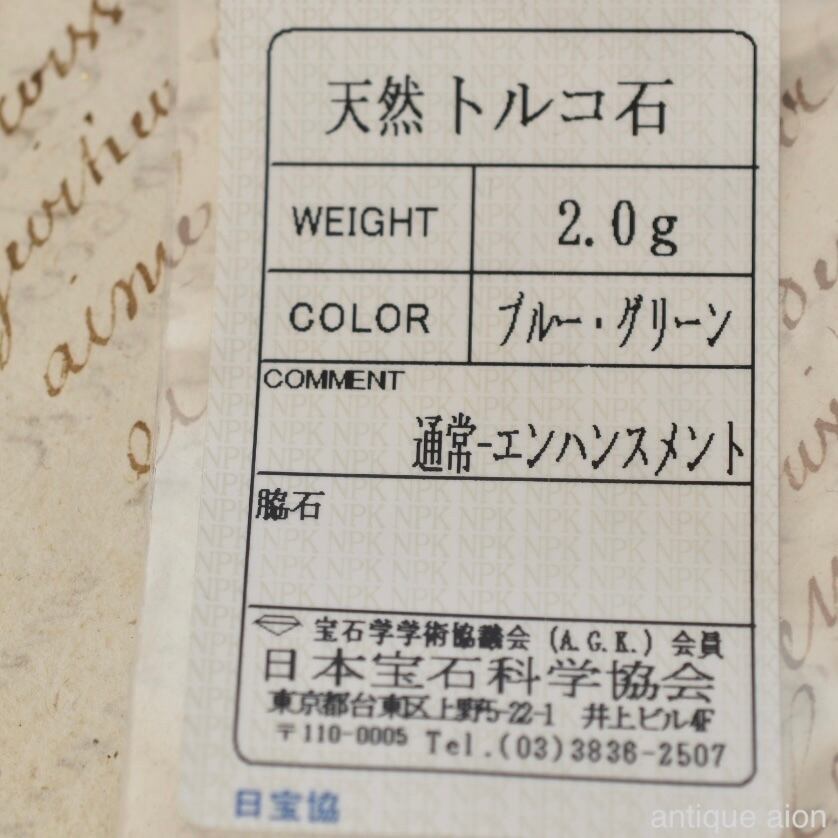 天然トルコ石
WEIGHT 2.0g
COLOR ブルー・グリーン
COMMENT
通常-エンハンスメント
脇石
宝石学学術協議会 (A.G.K.) 会員
日本宝石科学協会
東京都台東区上野5-22-1 井上ビル4F
〒110-0005 Tel.(03)3836-2507
日宝協
antique aion